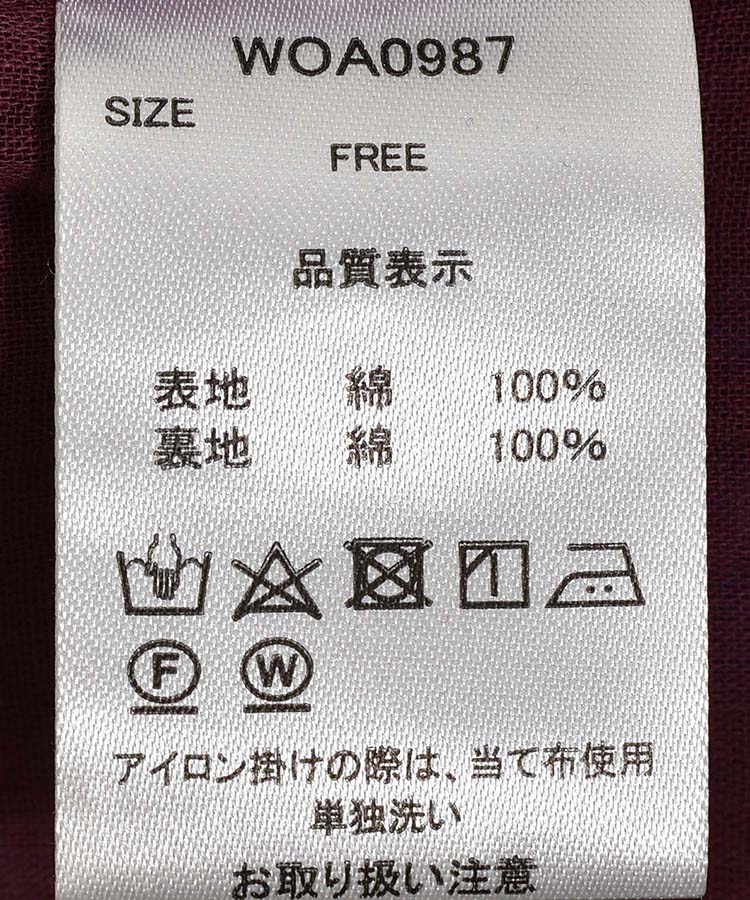 WOA0987
SIZE
FREE
品質表示
表地 綿 100%
裏地 綿 100%
F W
アイロン掛けの際は、当て布使用
単独洗い
お取り扱い注意